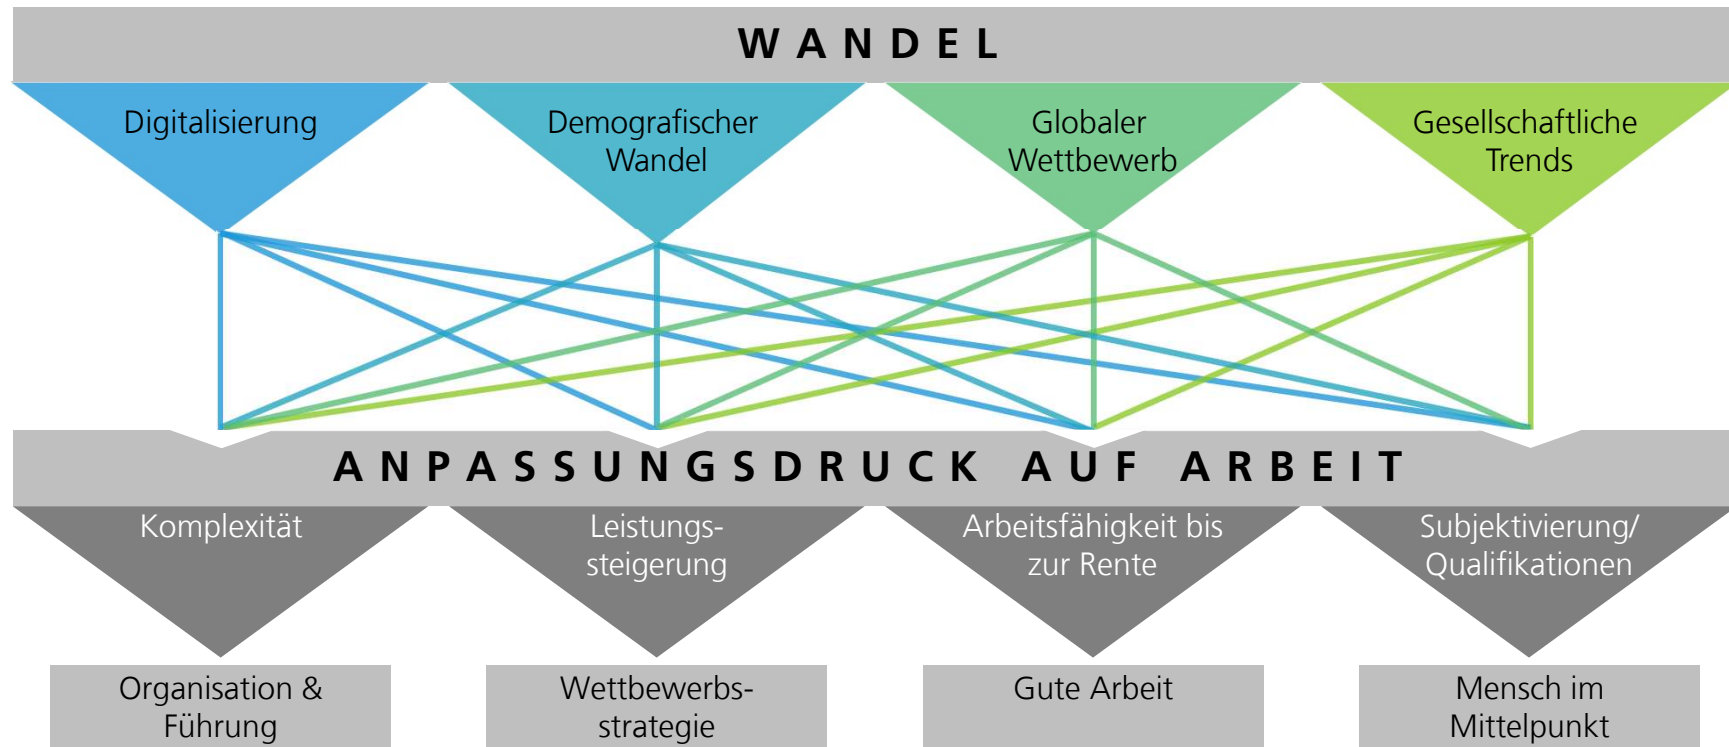 WANDEL
Digitalisierung
Demografischer
Wandel
Globaler
Wettbewerb
Gesellschaftliche
Trends
ANPASSUNGSDRUCK AUF ARBEIT
Komplexität
Leistungs-
steigerung
Arbeitsfähigkeit bis
zur Rente
Subjektivierung/
Qualifikationen
Organisation &
Führung
Wettbewerbs-
strategie
Gute Arbeit
Mensch im
Mittelpunkt